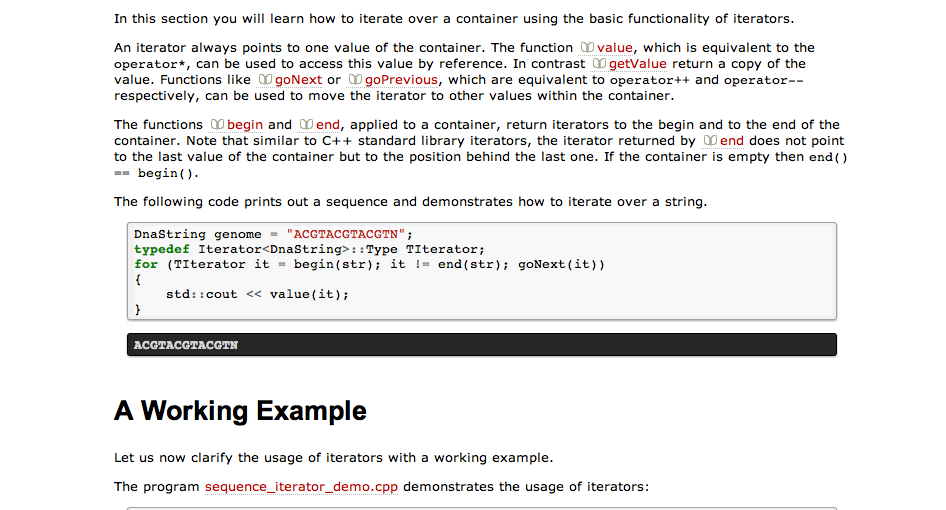 In this section you will learn how to iterate over a container using the basic functionality of iterators.
An iterator always points to one value of the container. The function value, which is equivalent to the
operator*, can be used to access this value by reference. In contrast getValue return a copy of the
value. Functions like goNext or goPrevious, which are equivalent to operator++ and operator--
respectively, can be used to move the iterator to other values within the container.
The functions begin and end, applied to a container, return iterators to the begin and to the end of the
container. Note that similar to C++ standard library iterators, the iterator returned by end does not point
to the last value of the container but to the position behind the last one. If the container is empty then end()
== begin().
The following code prints out a sequence and demonstrates how to iterate over a string.
DnaString genome = "ACGTACGTACGTN";
typedef Iterator<DnaString>::Type TIterator;
for (TIterator it = begin(str); it != end(str); goNext(it))
{
    std::cout << value(it);
}
ACGTACGTACGTN
A Working Example
Let us now clarify the usage of iterators with a working example.
The program sequence_iterator_demo.cpp demonstrates the usage of iterators: